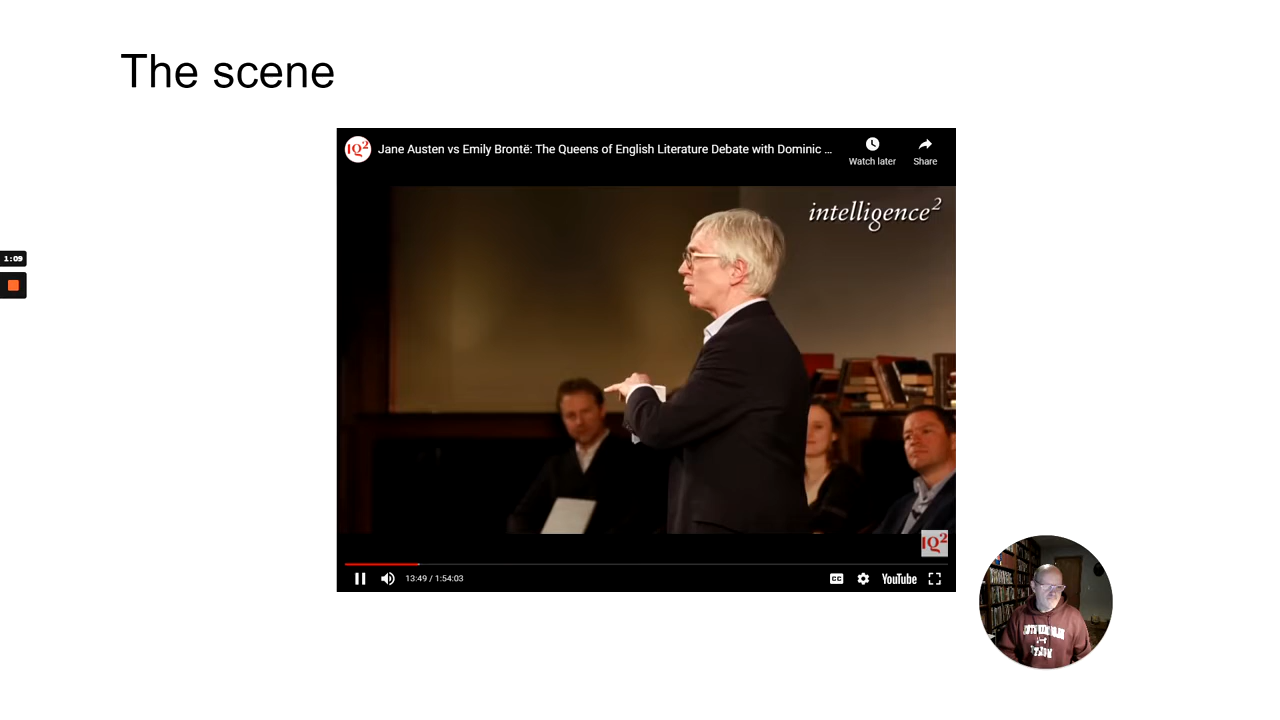 The scene
IQ2
Jane Austen vs Emily Brontë: The Queens of English Literature Debate with Dominic ...
Watch later
Share
intelligence2
1:09
IQ2
13:49 / 1:54:03
CC
YouTube